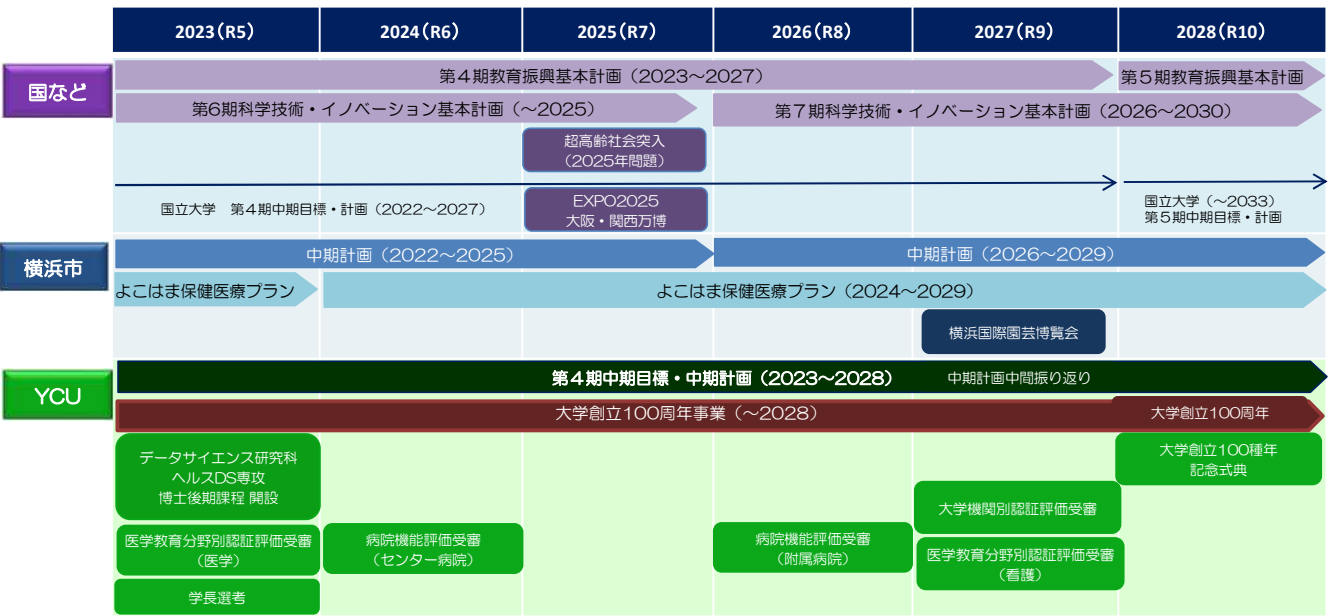 2023(R5) 2024(R6) 2025(R7) 2026(R8) 2027(R9) 2028(R10)
国など
第4期教育振興基本計画(2023～2027)
第5期教育振興基本計画
第6期科学技術・イノベーション基本計画(～2025)
第7期科学技術・イノベーション基本計画(2026～2030)
超高齢社会突入
(2025年問題)
国立大学 第4期中期目標・計画(2022～2027)
EXPO2025
大阪・関西万博
国立大学(～2033)
第5期中期目標・計画
横浜市
中期計画(2022～2025)
中期計画(2026～2029)
よこはま保健医療プラン
よこはま保健医療プラン(2024～2029)
横浜国際園芸博覧会
YCU
第4期中期目標・中期計画(2023～2028)
中期計画中間振り返り
大学創立100周年事業(～2028)
大学創立100周年
データサイエンス研究科
ヘルスDS専攻
博士後期課程 開設
大学創立100種年
記念式典
大学機関別認証評価受審
医学教育分野別認証評価受審
(医学)
病院機能評価受審
(センター病院)
病院機能評価受審
(附属病院)
医学教育分野別認証評価受審
(看護)
学長選考